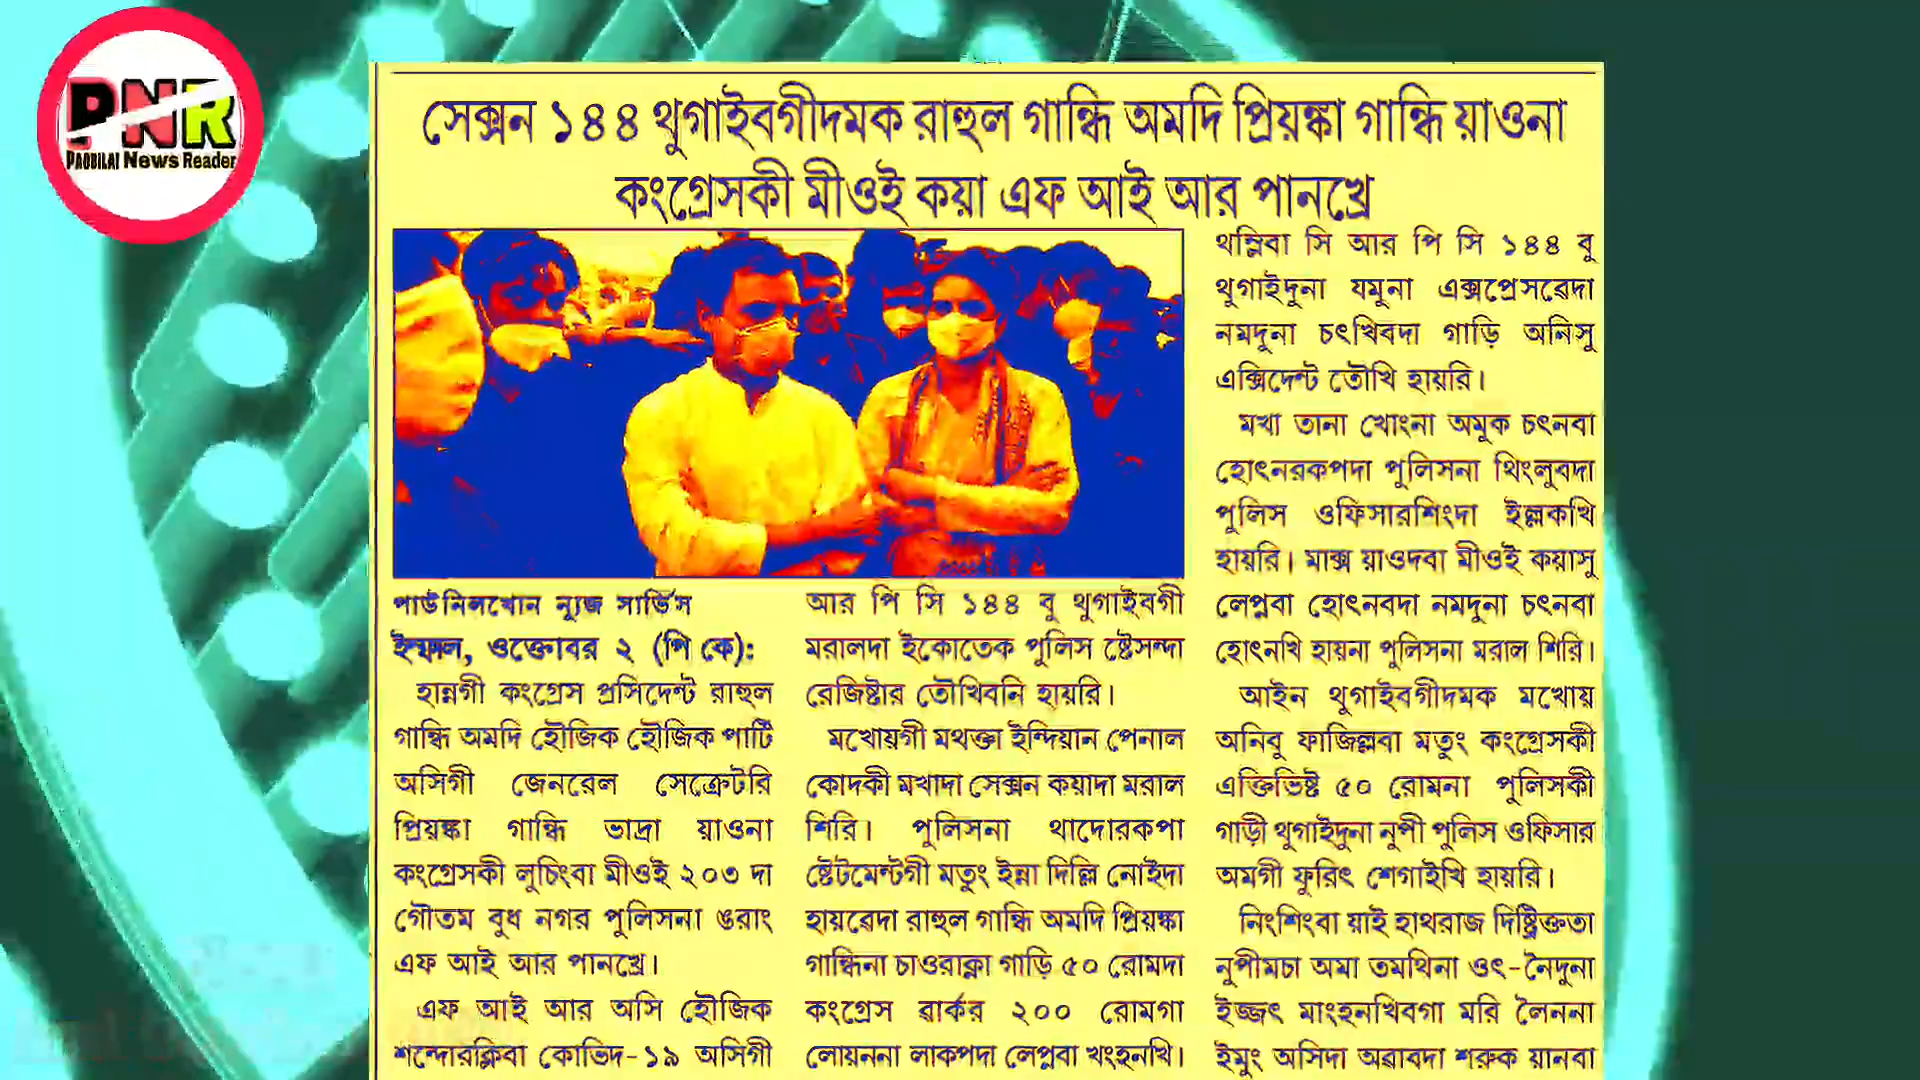 PNR
PAOBILAI News Reader
সেক্সন ১৪৪ থুগাইবগীদমক রাহুল গান্ধি অমদি প্রিয়ঙ্কা গান্ধি য়াওনা
কংগ্রেসকী মীওই কয়া এফ আই আর পানখ্রে
পাউনিলখোন ন্যুজ সার্ভিস
ইম্ফাল, ওক্তোবর ২ (পি কে):
হান্নগী কংগ্রেস প্রসিদেন্ট রাহুল
গান্ধি অমদি হৌজিক হৌজিক পার্টি
অসিগী জেনরেল সেক্রেটরি
প্রিয়ঙ্কা গান্ধি ভাদ্রা য়াওনা
কংগ্রেসকী লুচিংবা মীওই ২০৩ দা
গৌতম বুধ নগর পুলিসনা ঙরাং
এফ আই আর পানখ্রে।
এফ আই আর অসি হৌজিক
শন্দোরক্লিবা কোভিদ-১৯ অসিগী
আর পি সি ১৪৪ বু থুগাইবগী
মরালদা ইকোতেক পুলিস ষ্টেসন্দা
রেজিষ্টার তৌখিবনি হায়রি।
মখোয়গী মথক্তা ইন্দিয়ান পেনাল
কোদকী মখাদা সেক্সন কয়াদা মরাল
শিরি। পুলিসনা থাদোরকপা
ষ্টেটমেন্টগী মতুং ইন্না দিল্লি নোইদা
হায়ৱেদা রাহুল গান্ধি অমদি প্রিয়ঙ্কা
গান্ধিনা চাওরাক্না গাড়ি ৫০ রোমদা
কংগ্রেস ৱার্কর ২০০ রোমগা
লোয়ননা লাকপদা লেপ্নবা খংহনখি।
থম্লিবা সি আর পি সি ১৪৪ বু
থুগাইদুনা যমুনা এক্সপ্রেসৱেদা
নমদুনা চৎখিবদা গাড়ি অনিসু
এক্সিদেন্ট তৌখি হায়রি।
মখা তানা খোংনা অমুক চৎনবা
হোৎনরকপদা পুলিসনা থিংলুবদা
পুলিস ওফিসারশিংদা ইল্লকখি
হায়রি। মাক্স য়াওদবা মীওই কয়াসু
লেপ্নবা হোৎনবদা নমদুনা চৎনবা
হোৎনখি হায়না পুলিসনা মরাল শিরি।
আইন থুগাইবগীদমক মখোয়
অনিবু ফাজিল্লবা মতুং কংগ্রেসকী
এক্তিভিষ্ট ৫০ রোমনা পুলিসকী
গাড়ী থুগাইদুনা নুপী পুলিস ওফিসার
অমগী ফুরিৎ শেগাইখি হায়রি।
নিংশিংবা য়াই হাথরাজ দিষ্ট্রিক্ততা
নুপীমচা অমা তমথিনা ওৎ-নৈদুনা
ইজ্জৎ মাংহনখিবগা মরি লৈননা
ইমুং অসিদা অৱাবদা শরুক য়ানবা